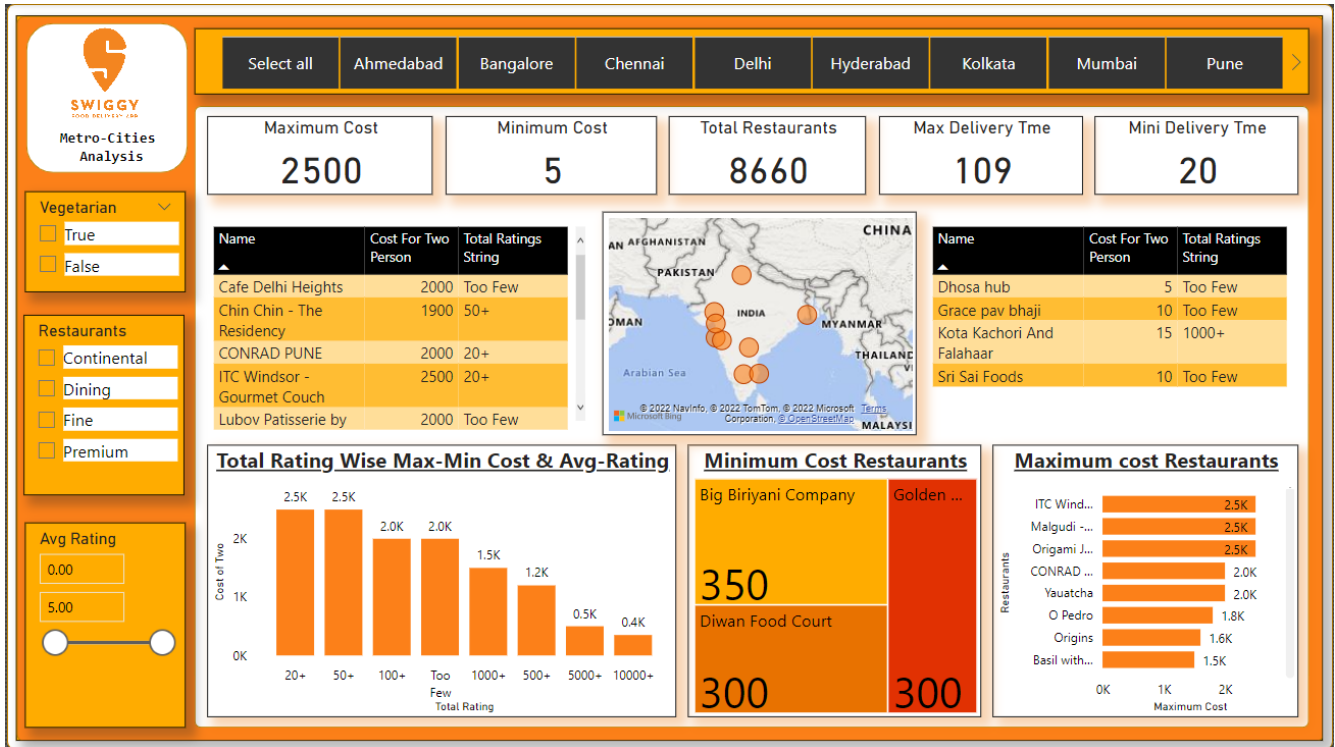 SWIGGY
FOOD DELIVERY APP
Metro-Cities
Analysis
Select all Ahmedabad Bangalore Chennai Delhi Hyderabad Kolkata Mumbai Pune
Maximum Cost
2500
Minimum Cost
5
Total Restaurants
8660
Max Delivery Tme
109
Mini Delivery Tme
20
Vegetarian
True
False
Restaurants
Continental
Dining
Fine
Premium
Avg Rating
0.00
5.00
Name Cost For Two Total Ratings
Person String
Cafe Delhi Heights 2000 Too Few
Chin Chin - The 1900 50+
Residency
CONRAD PUNE 2000 20+
ITC Windsor - 2500 20+
Gourmet Couch
Lubov Patisserie by 2000 Too Few
CHINA
AN AFGHANISTAN
PAKISTAN
INDIA
OMAN
MYANMAR
THAILAND
VI
Arabian Sea
© 2022 NavInfo, © 2022 TomTom, © 2022 Microsoft Terms
Microsoft Bing Corporation, © OpenStreetMap
MALAYSI
Name Cost For Two Total Ratings
Person String
Dhosa hub 5 Too Few
Grace pav bhaji 10 Too Few
Kota Kachori And 15 1000+
Falahaar
Sri Sai Foods 10 Too Few
Total Rating Wise Max-Min Cost & Avg-Rating
2.5K 2.5K
2.0K 2.0K
1.5K
1.2K
0.5K
0.4K
2K
1K
0K
Cost of Two
20+ 50+ 100+ Too 1000+ 500+ 5000+ 10000+
Few
Total Rating
Minimum Cost Restaurants
Big Biriyani Company
350
Golden ...
300
Diwan Food Court
300
Maximum cost Restaurants
Restaurants
ITC Wind... 2.5K
Malgudi -... 2.5K
Origami J... 2.5K
CONRAD ... 2.0K
Yauatcha 2.0K
O Pedro 1.8K
Origins 1.6K
Basil with... 1.5K
0K 1K 2K
Maximum Cost